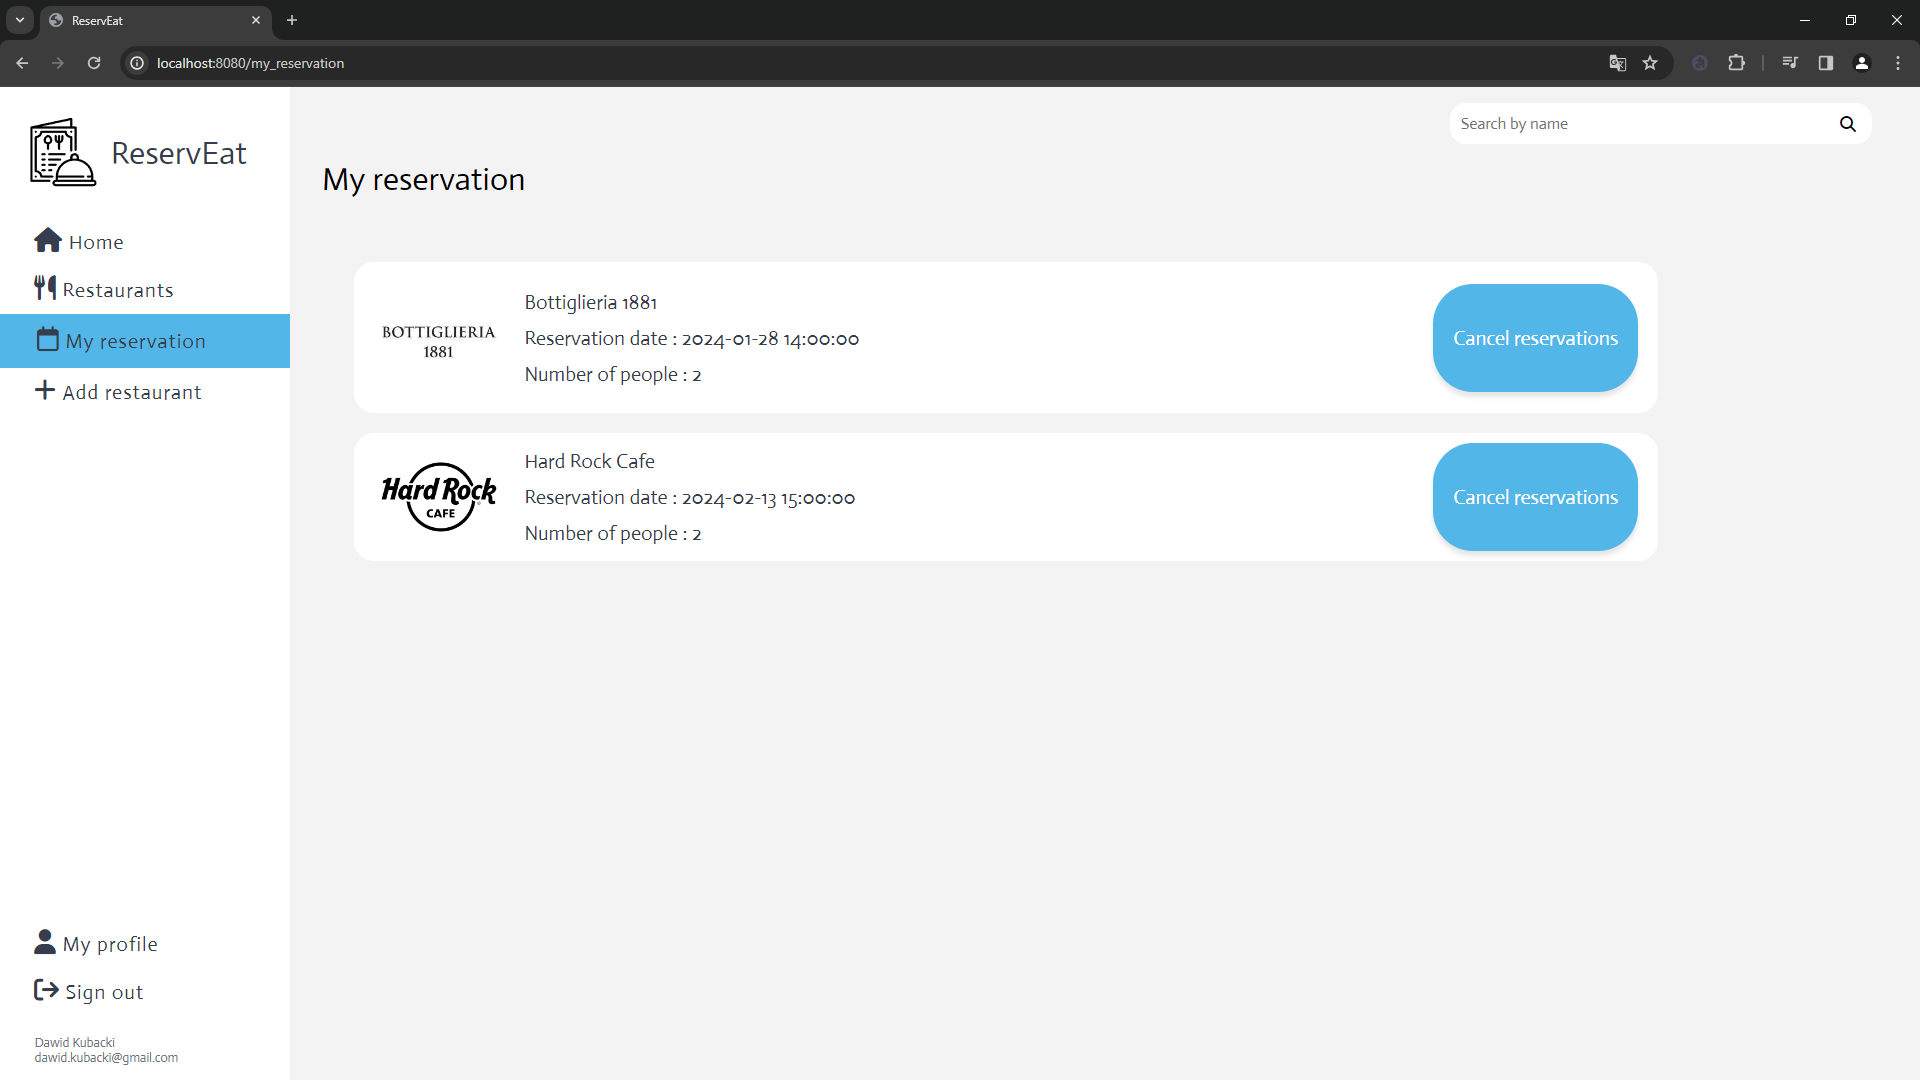 ReservEat
localhost:8080/my_reservation
ReservEat
Search by name
My reservation
Home
Restaurants
My reservation
Add restaurant
BOTTIGLIERIA
1881
Bottiglieria 1881
Reservation date : 2024-01-28 14:00:00
Number of people : 2
Cancel reservations
Hard Rock
CAFE
Hard Rock Cafe
Reservation date : 2024-02-13 15:00:00
Number of people : 2
Cancel reservations
My profile
Sign out
Dawid Kubacki
dawid.kubacki@gmail.com